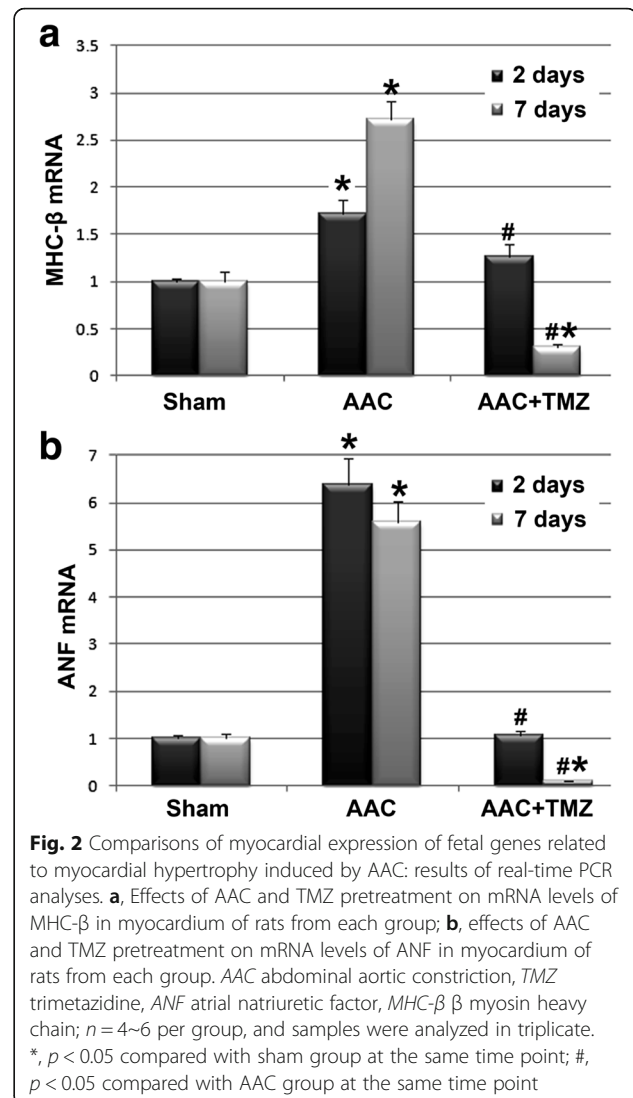 a
3.5
3
2.5
2
1.5
1
0.5
0
MHC-β mRNA
2 days
7 days
*
*
#
#*
Sham AAC AAC+TMZ
b
7
6
5
4
3
2
1
0
ANF mRNA
2 days
7 days
*
*
#
#*
Sham AAC AAC+TMZ
Fig. 2 Comparisons of myocardial expression of fetal genes related
to myocardial hypertrophy induced by AAC: results of real-time PCR
analyses. a, Effects of AAC and TMZ pretreatment on mRNA levels of
MHC-β in myocardium of rats from each group; b, effects of AAC
and TMZ pretreatment on mRNA levels of ANF in myocardium of
rats from each group. AAC abdominal aortic constriction, TMZ
trimetazidine, ANF atrial natriuretic factor, MHC-β β myosin heavy
chain; n = 4~6 per group, and samples were analyzed in triplicate.
*, p < 0.05 compared with sham group at the same time point; #,
p < 0.05 compared with AAC group at the same time point